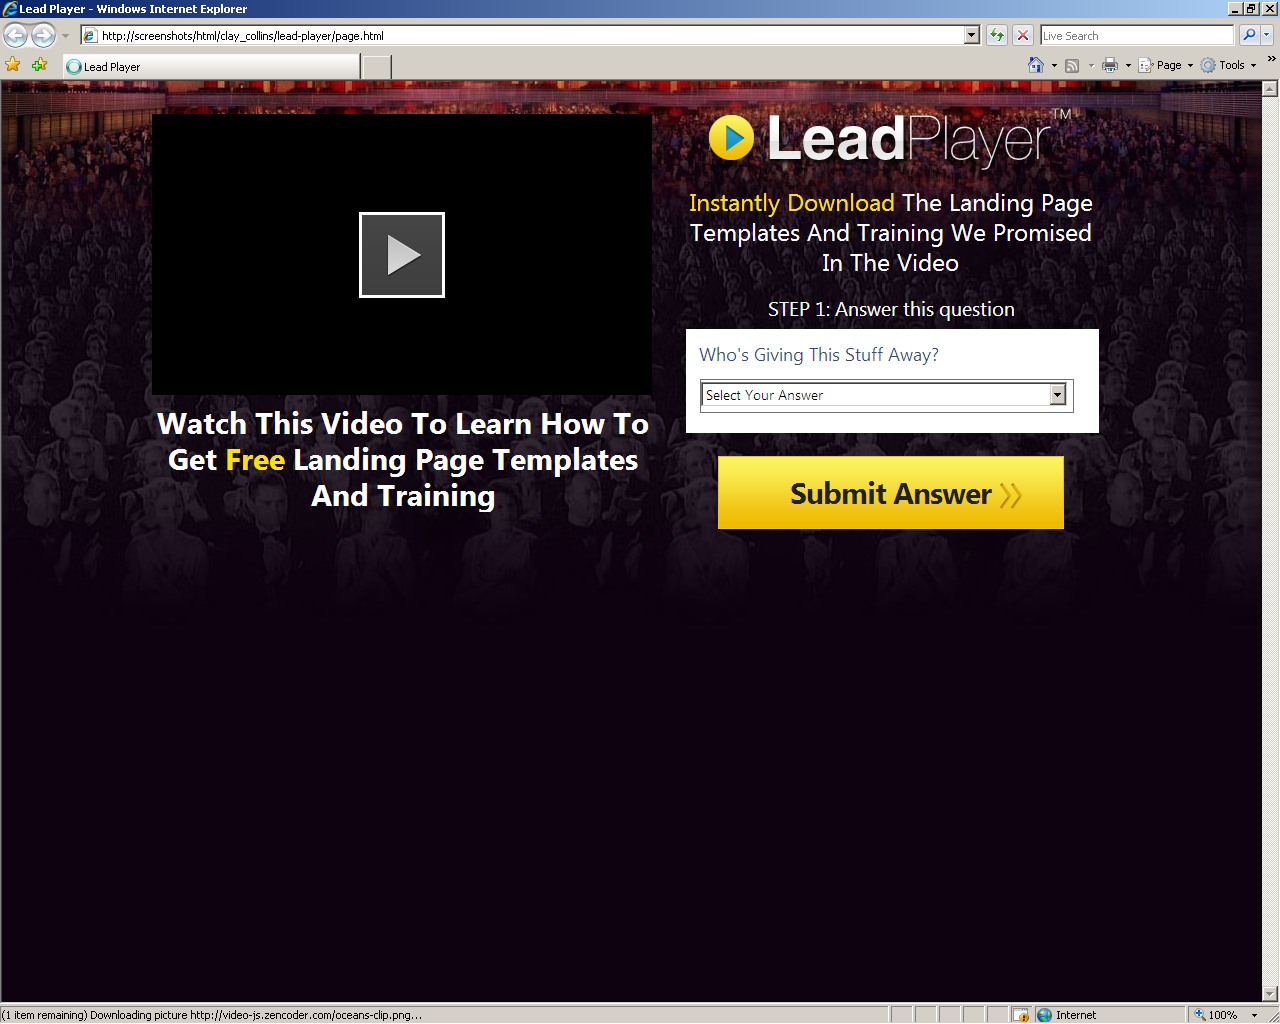 Lead Player - Windows Internet Explorer
http://screenshots/html/clay_collins/lead-player/page.html
Live Search
Lead Player
Page
Tools
LeadPlayer™
Instantly Download The Landing Page
Templates And Training We Promised
In The Video
STEP 1: Answer this question
Who's Giving This Stuff Away?
Select Your Answer
Submit Answer
Watch This Video To Learn How To
Get Free Landing Page Templates
And Training
(1 item remaining) Downloading picture http://video-js.zencoder.com/oceans-clip.png...
Internet
100%